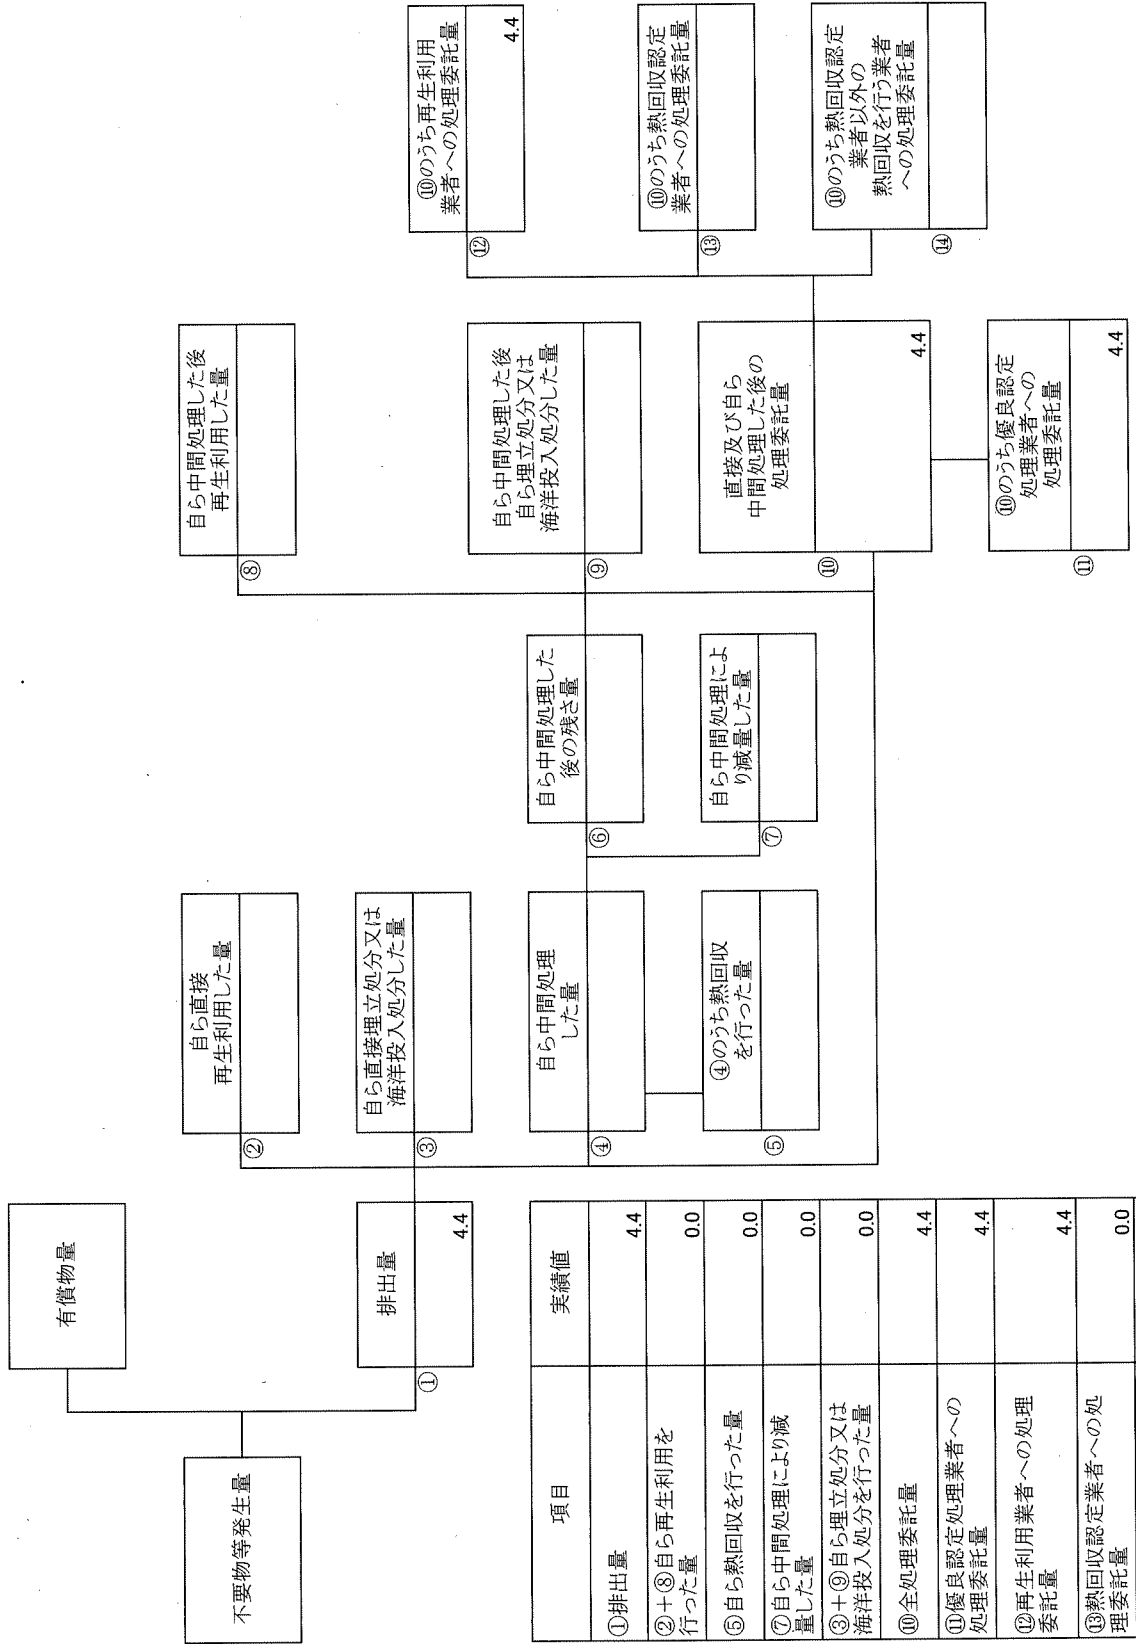 不要物等発生量
有償物量
①
排出量
4.4
②
自ら直接
再生利用した量
③
自ら直接埋立処分又は
海洋投入処分した量
④
自ら中間処理
した量
⑤
④のうち熱回収
を行った量
⑥
自ら中間処理した
後の残さ量
⑦
自ら中間処理によ
り減量した量
⑧
自ら中間処理した後
再生利用した量
⑨
自ら中間処理した後
自ら埋立処分又は
海洋投入処分した量
⑩
直接及び自ら
中間処理した後の
処理委託量
4.4
⑪
⑩のうち優良認定
処理業者への
処理委託量
4.4
⑫
⑩のうち再生利用
業者への処理委託量
4.4
⑬
⑩のうち熱回収認定
業者への処理委託量
⑭
⑩のうち熱回収認定
業者以外の
熱回収を行う業者
への処理委託量
項目 実績値
①排出量 4.4
②+⑧自ら再生利用を
行った量 0.0
⑤自ら熱回収を行った量 0.0
⑦自ら中間処理により減
量した量 0.0
③+⑨自ら埋立処分又は
海洋投入処分を行った量 0.0
⑩全処理委託量 4.4
⑪優良認定処理業者への
処理委託量 4.4
⑫再生利用業者への処理
委託量 4.4
⑬熱回収認定業者への処
理委託量 0.0